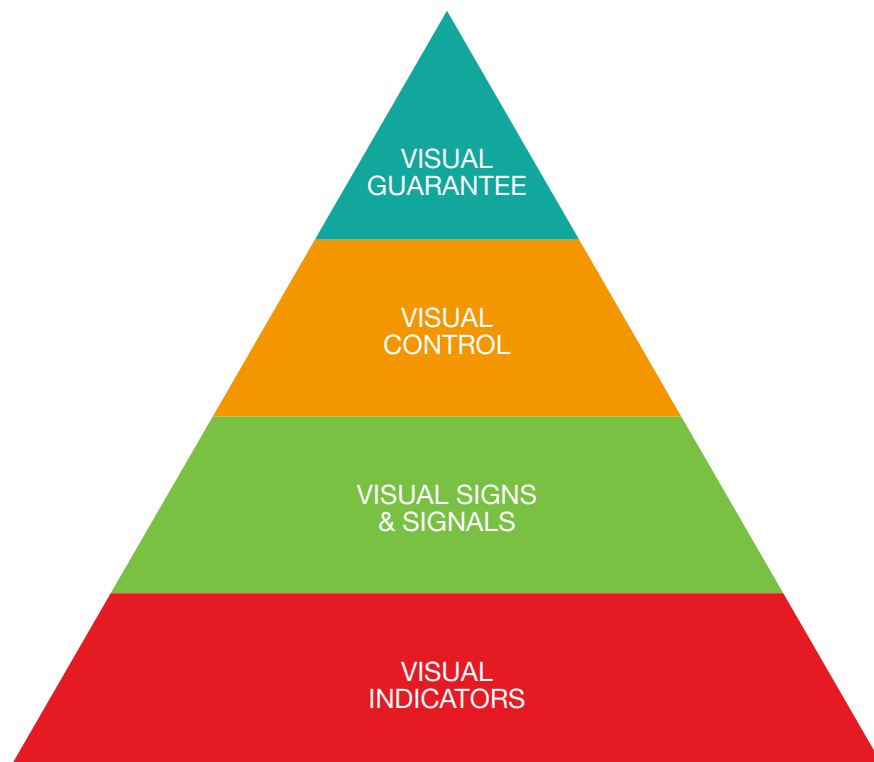 VISUAL
GUARANTEE
VISUAL
CONTROL
VISUAL SIGNS
& SIGNALS
VISUAL
INDICATORS